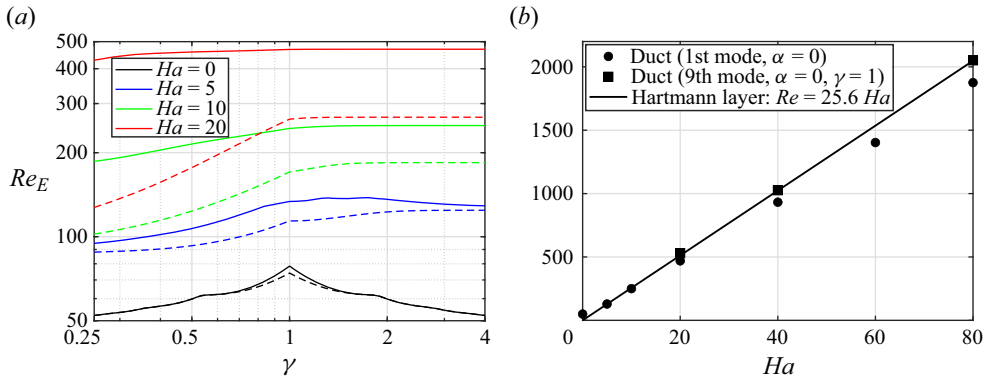 (a)
500
400
300
200
100
50
Re_E
Ha = 0
Ha = 5
Ha = 10
Ha = 20
0.25 0.5 1 2 4
γ
(b)
2000
1500
1000
500
Duct (1st mode, α = 0)
Duct (9th mode, α = 0, γ = 1)
Hartmann layer: Re = 25.6 Ha
0 20 40 60 80
Ha